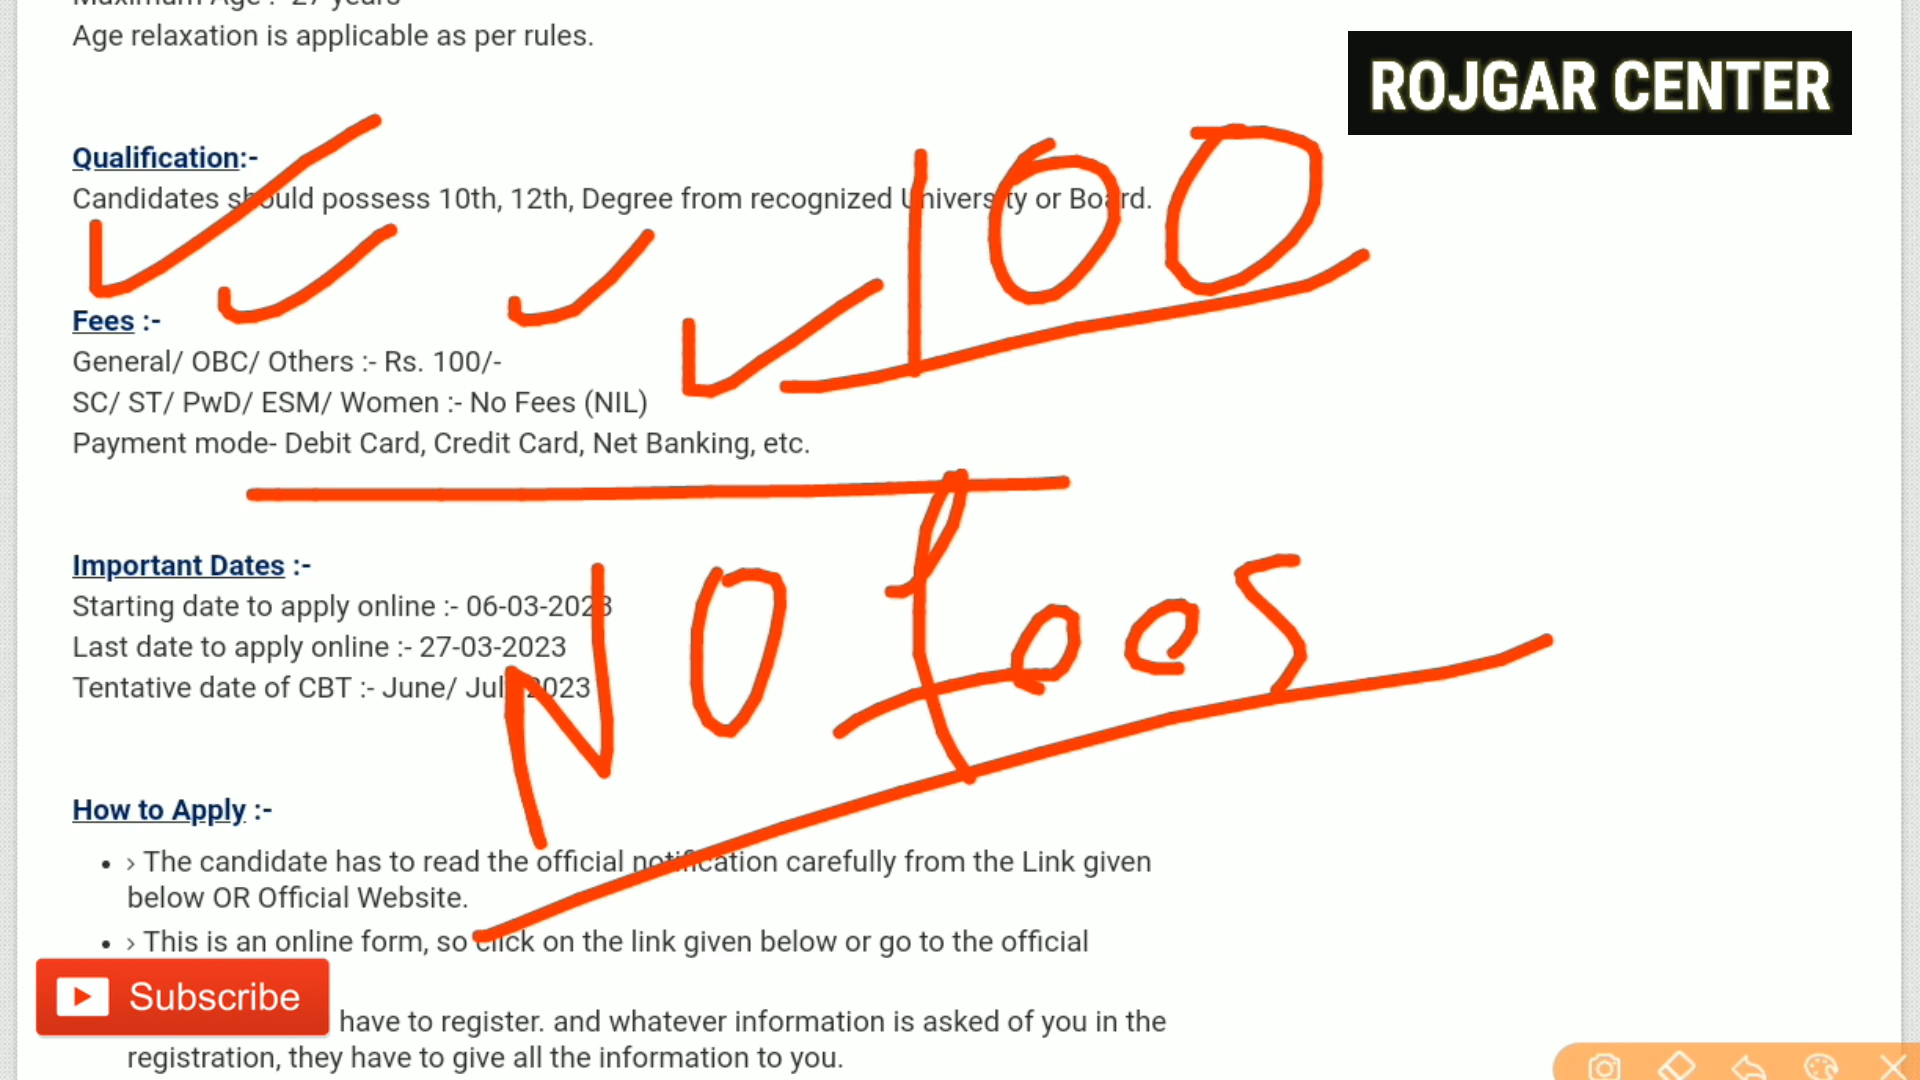 Maximum Age :- 27 years
Age relaxation is applicable as per rules.
ROJGAR CENTER
Qualification:-
Candidates should possess 10th, 12th, Degree from recognized University or Board.
100
Fees :-
General/ OBC/ Others :- Rs. 100/-
SC/ ST/ PwD/ ESM/ Women :- No Fees (NIL)
Payment mode- Debit Card, Credit Card, Net Banking, etc.
NO fees
Important Dates :-
Starting date to apply online :- 06-03-2023
Last date to apply online :- 27-03-2023
Tentative date of CBT :- June/ July 2023
How to Apply :-
• › The candidate has to read the official notification carefully from the Link given
below OR Official Website.
• › This is an online form, so click on the link given below or go to the official
Subscribe
have to register. and whatever information is asked of you in the
registration, they have to give all the information to you.